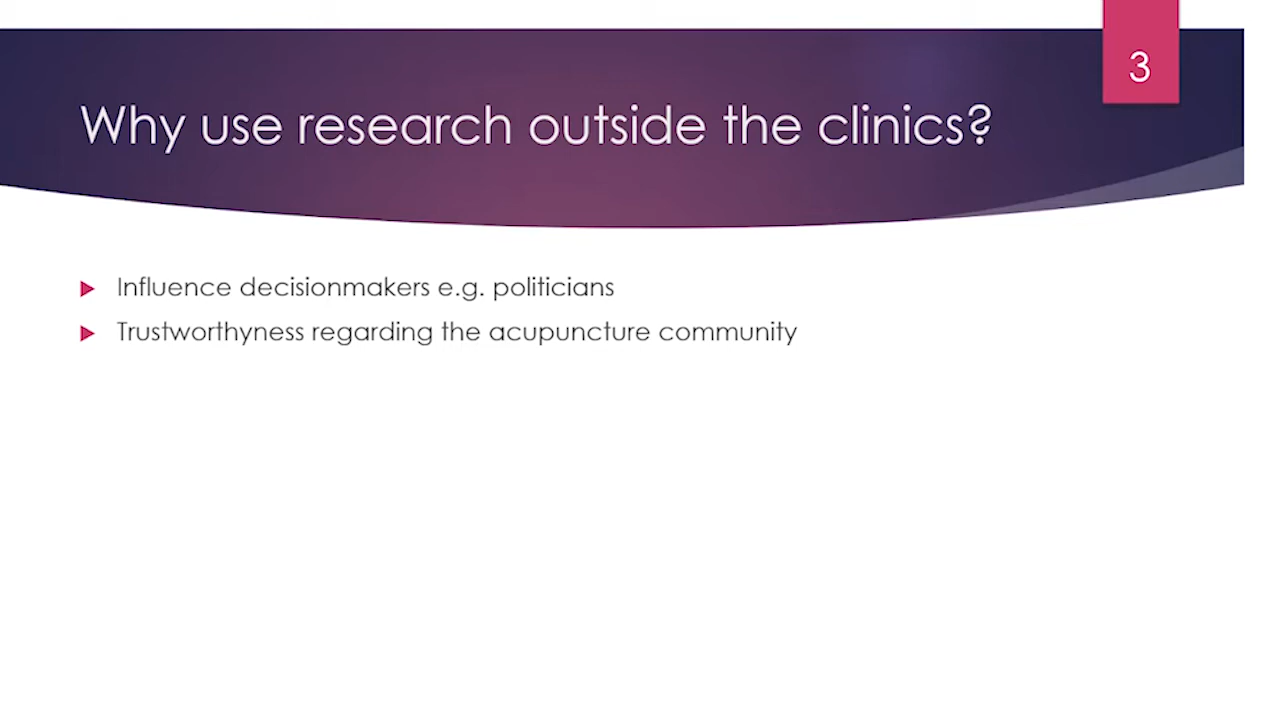 3
Why use research outside the clinics?
Influence decisionmakers e.g. politicians
Trustworthyness regarding the acupuncture community